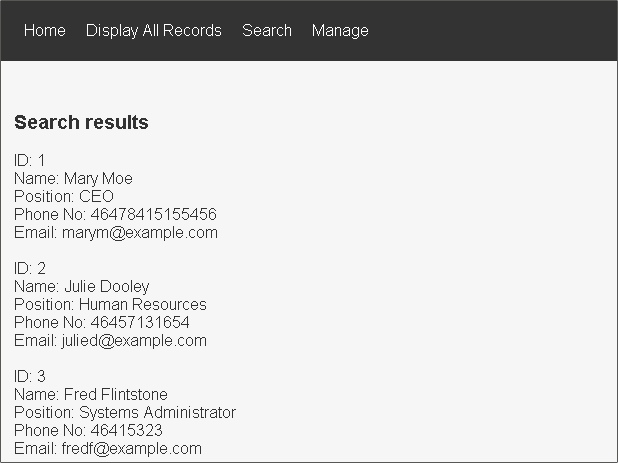 Home Display All Records Search Manage
Search results
ID: 1
Name: Mary Moe
Position: CEO
Phone No: 46478415155456
Email: marym@example.com
ID: 2
Name: Julie Dooley
Position: Human Resources
Phone No: 46457131654
Email: julied@example.com
ID: 3
Name: Fred Flintstone
Position: Systems Administrator
Phone No: 46415323
Email: fredf@example.com